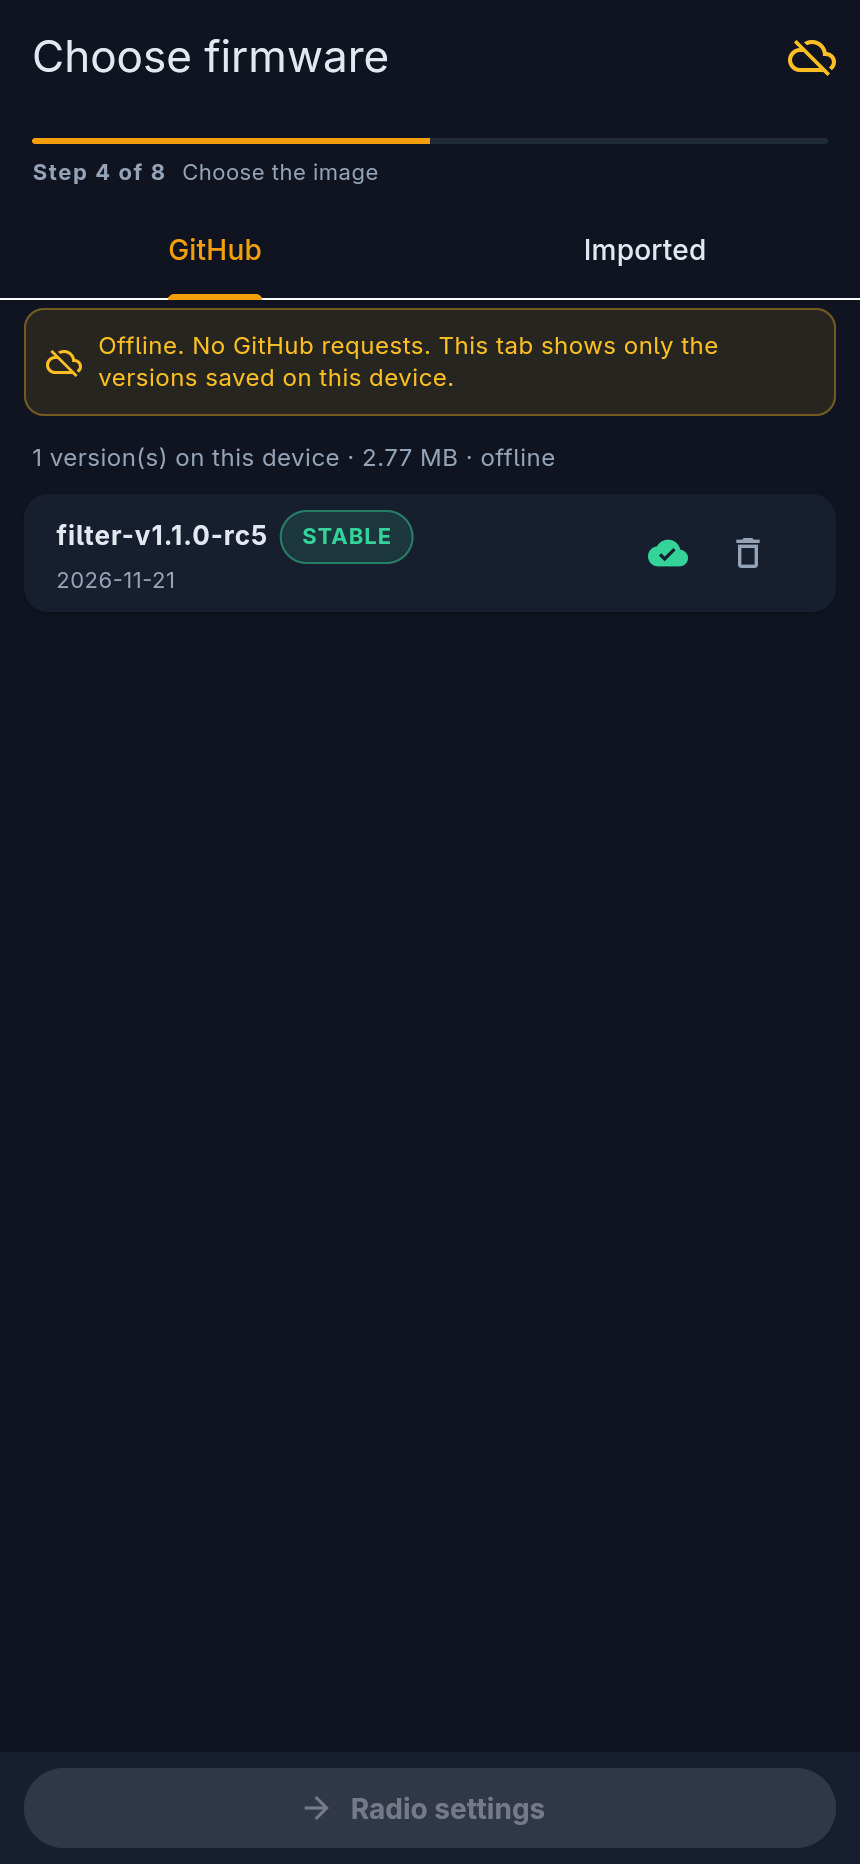 Choose firmware
Step 4 of 8 Choose the image
GitHub Imported
Offline. No GitHub requests. This tab shows only the
versions saved on this device.
1 version(s) on this device · 2.77 MB · offline
filter-v1.1.0-rc5 STABLE
2026-11-21
Radio settings